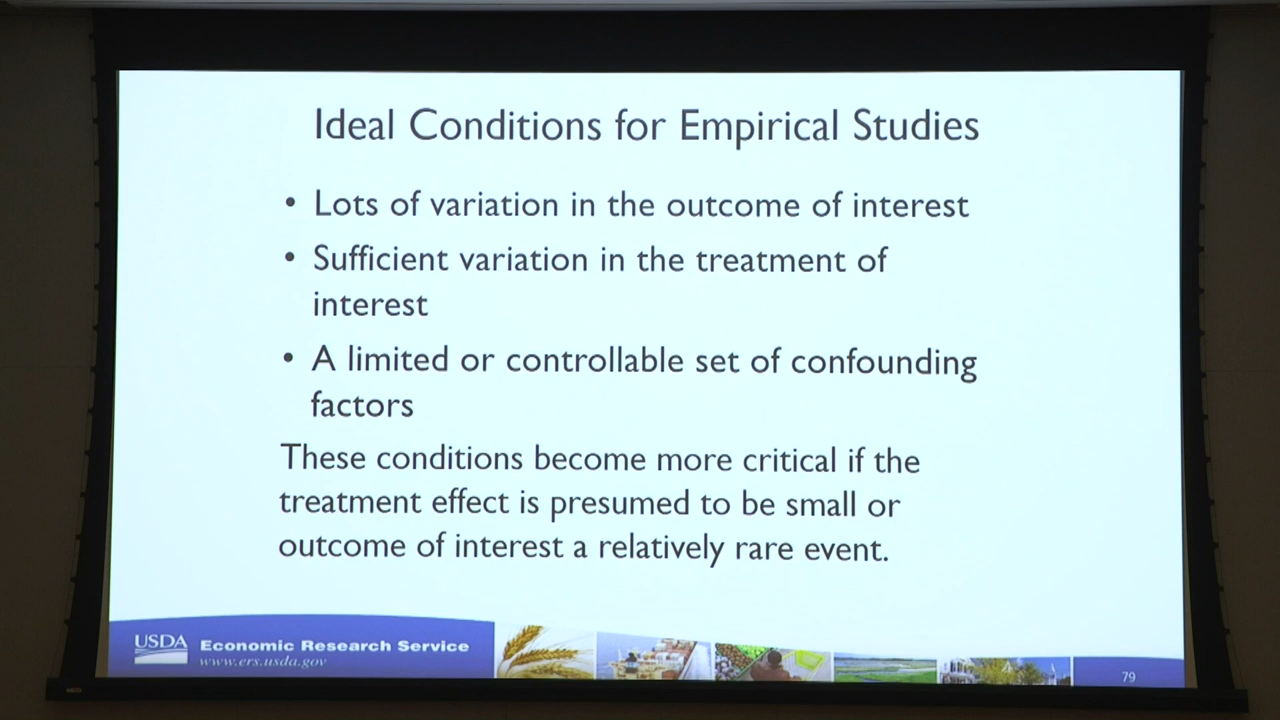 Ideal Conditions for Empirical Studies
• Lots of variation in the outcome of interest
• Sufficient variation in the treatment of
interest
• A limited or controllable set of confounding
factors
These conditions become more critical if the
treatment effect is presumed to be small or
outcome of interest a relatively rare event.
USDA Economic Research Service
www.ers.usda.gov
79